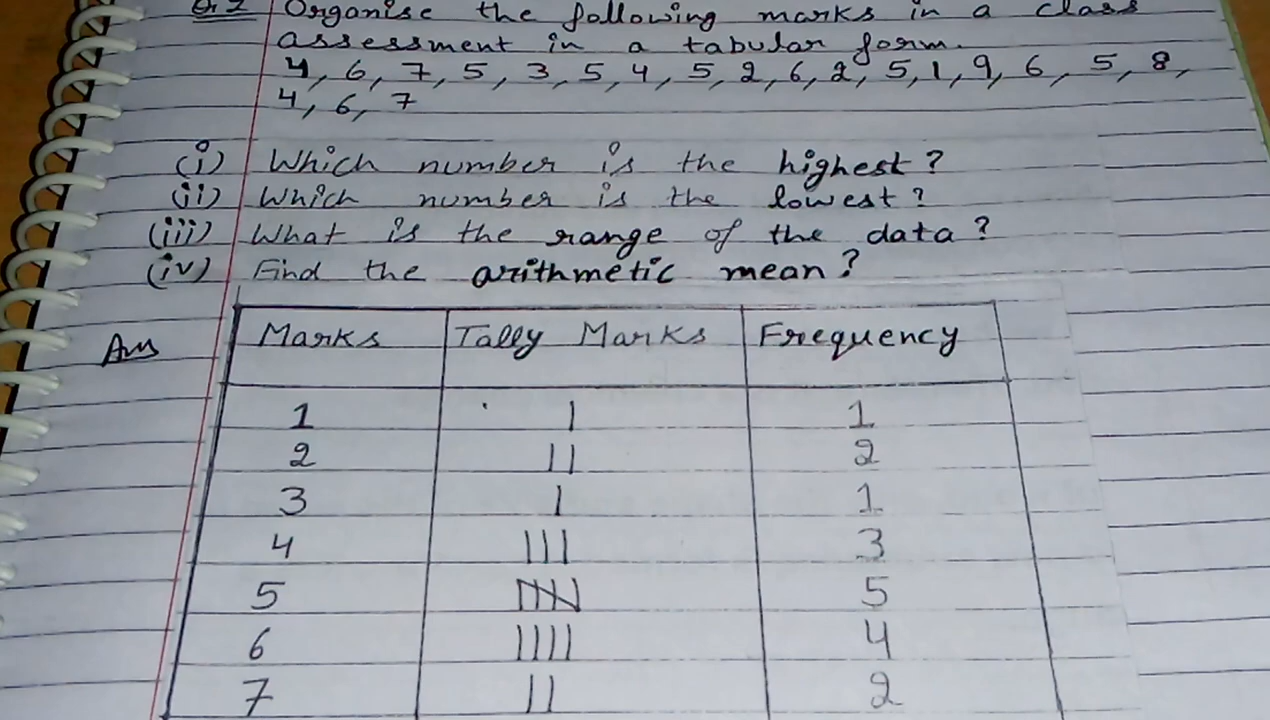 Q.2 Organise the following marks in a class
assessment in a tabular form.
4, 6, 7, 5, 3, 5, 4, 5, 2, 6, 2, 5, 1, 9, 6, 5, 8,
4, 6, 7
(i) Which number is the highest?
(ii) Which number is the lowest?
(iii) What is the range of the data?
(iv) Find the arithmetic mean?
Ans
Marks Tally Marks Frequency
1 | 1
2 || 2
3 | 1
4 ||| 3
5 𝍸 5
6 |||| 4
7 || 2